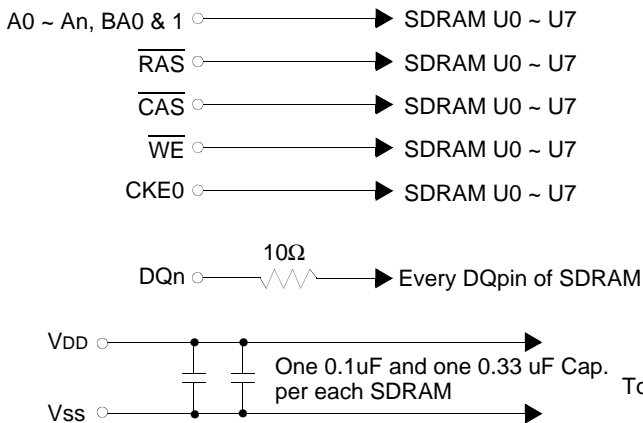 A0 ~ An, BA0 & 1 SDRAM U0 ~ U7
RAS SDRAM U0 ~ U7
CAS SDRAM U0 ~ U7
WE SDRAM U0 ~ U7
CKE0 SDRAM U0 ~ U7
10Ω
DQn Every DQpin of SDRAM
VDD
One 0.1uF and one 0.33 uF Cap.
per each SDRAM
To
Vss